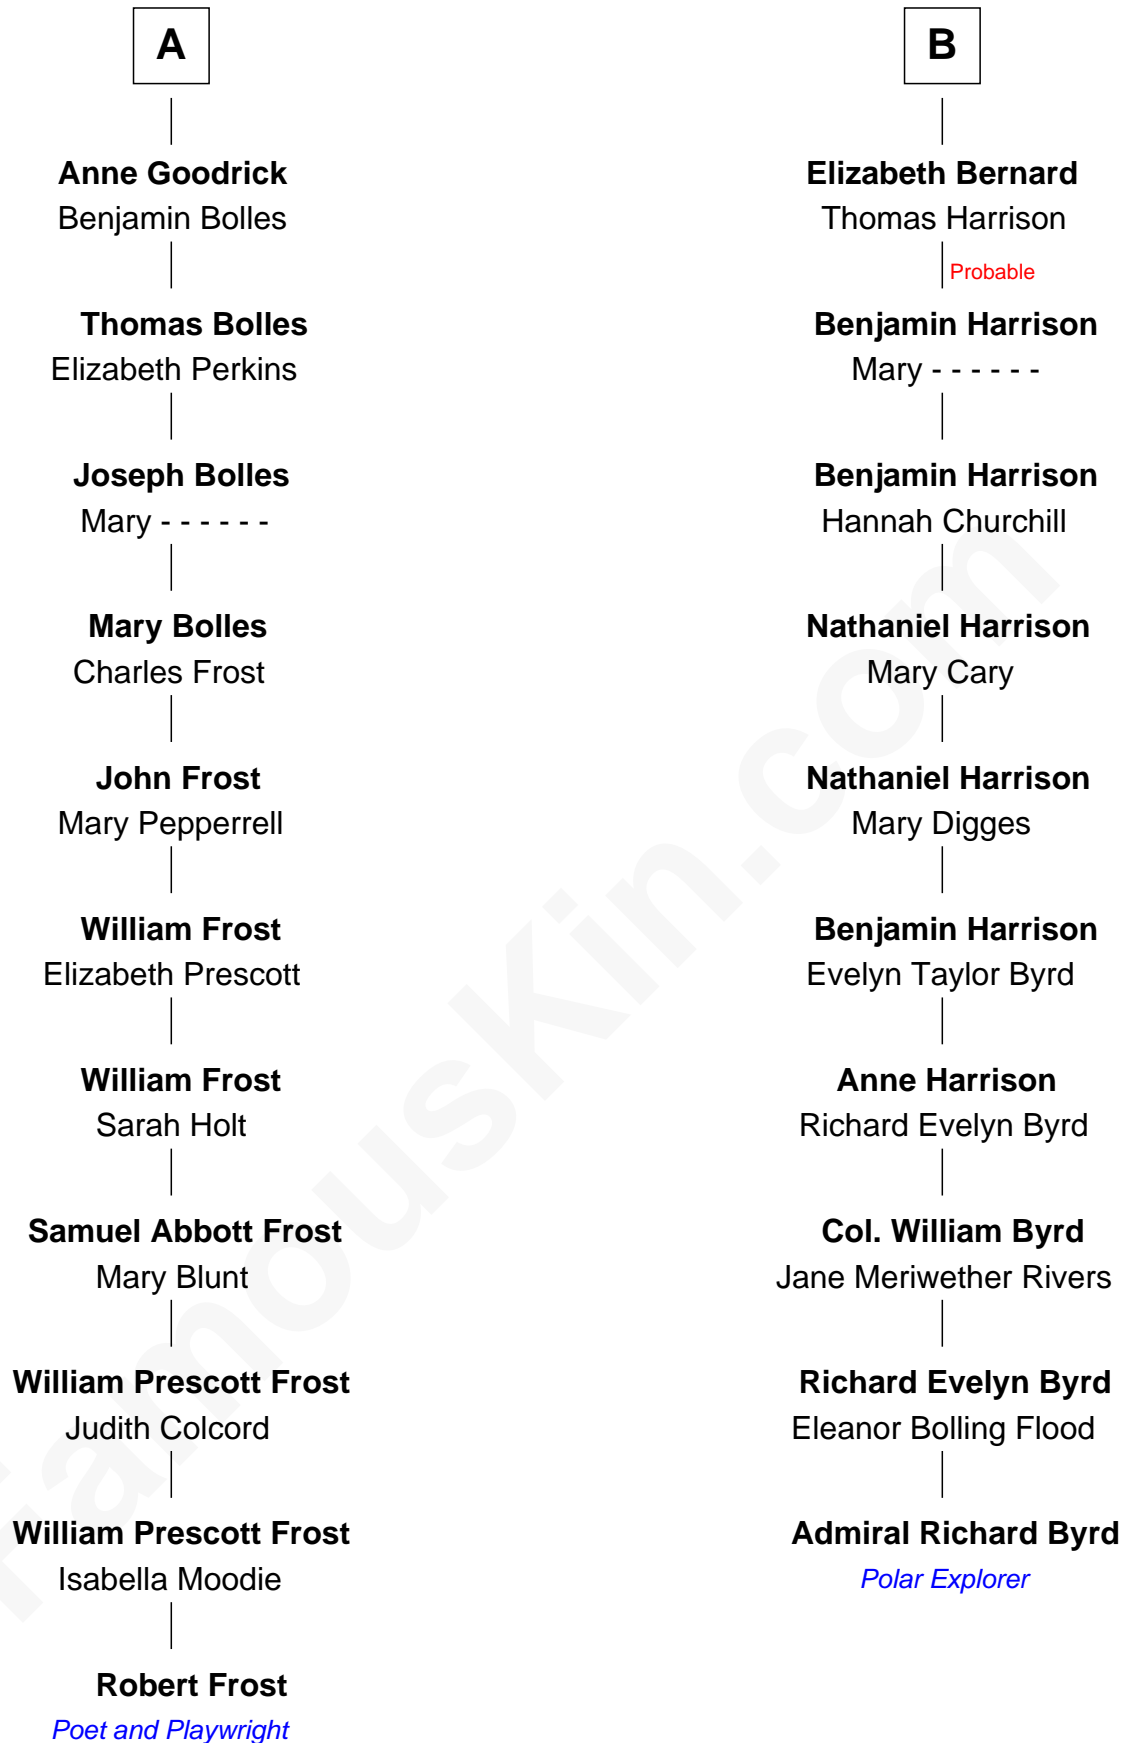 A
Anne Goodrick
Benjamin Bolles
Thomas Bolles
Elizabeth Perkins
Joseph Bolles
Mary - - - - - -
Mary Bolles
Charles Frost
John Frost
Mary Pepperrell
William Frost
Elizabeth Prescott
William Frost
Sarah Holt
Samuel Abbott Frost
Mary Blunt
William Prescott Frost
Judith Colcord
William Prescott Frost
Isabella Moodie
Robert Frost
Poet and Playwright
B
Elizabeth Bernard
Thomas Harrison
Probable
Benjamin Harrison
Mary - - - - - -
Benjamin Harrison
Hannah Churchill
Nathaniel Harrison
Mary Cary
Nathaniel Harrison
Mary Digges
Benjamin Harrison
Evelyn Taylor Byrd
Anne Harrison
Richard Evelyn Byrd
Col. William Byrd
Jane Meriwether Rivers
Richard Evelyn Byrd
Eleanor Bolling Flood
Admiral Richard Byrd
Polar Explorer
FamousKin.com